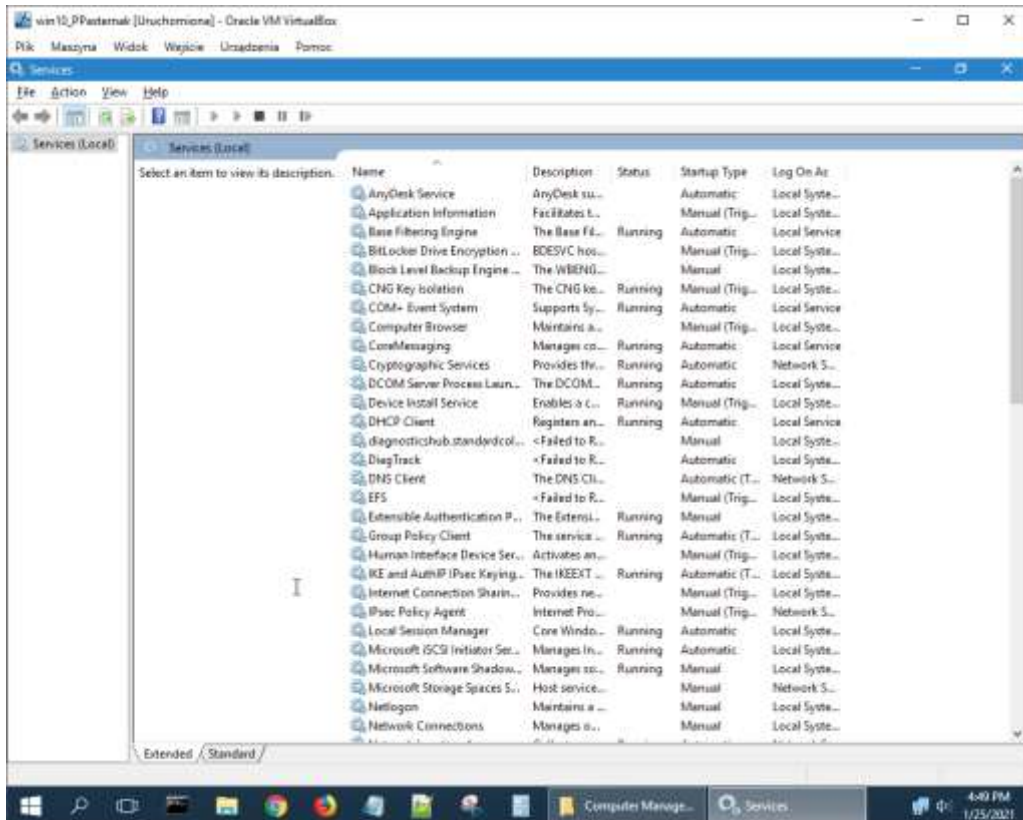 win10_PPasternak [Uruchomiona] - Oracle VM VirtualBox
Plik Maszyna Widok Wejście Urządzenia Pomoc
Services
File Action View Help
Services (Local)
Services (Local)
Select an item to view its description.
Name Description Status Startup Type Log On As
AnyDesk Service AnyDesk su... Automatic Local Syste...
Application Information Facilitates t... Manual (Trig... Local Syste...
Base Filtering Engine The Base Fil... Running Automatic Local Service
BitLocker Drive Encryption ... BDESVC hos... Manual (Trig... Local Syste...
Block Level Backup Engine ... The WBENG... Manual Local Syste...
CNG Key Isolation The CNG ke... Running Manual (Trig... Local Syste...
COM+ Event System Supports Sy... Running Automatic Local Service
Computer Browser Maintains a... Manual (Trig... Local Syste...
CoreMessaging Manages co... Running Automatic Local Service
Cryptographic Services Provides thr... Running Automatic Network S...
DCOM Server Process Laun... The DCOM... Running Automatic Local Syste...
Device Install Service Enables a c... Running Manual (Trig... Local Syste...
DHCP Client Registers an... Running Automatic Local Service
diagnosticshub.standardcol... <Failed to R... Manual Local Syste...
DiagTrack <Failed to R... Automatic Local Syste...
DNS Client The DNS Cli... Automatic (T... Network S...
EFS <Failed to R... Manual (Trig... Local Syste...
Extensible Authentication P... The Extensi... Running Manual Local Syste...
Group Policy Client The service ... Running Automatic (T... Local Syste...
Human Interface Device Ser... Activates an... Manual (Trig... Local Syste...
IKE and AuthIP IPsec Keying... The IKEEXT ... Running Automatic (T... Local Syste...
Internet Connection Sharin... Provides ne... Manual (Trig... Local Syste...
IPsec Policy Agent Internet Pro... Manual (Trig... Network S...
Local Session Manager Core Windo... Running Automatic Local Syste...
Microsoft iSCSI Initiator Ser... Manages In... Running Automatic Local Syste...
Microsoft Software Shadow... Manages so... Running Manual Local Syste...
Microsoft Storage Spaces S... Host service... Manual Network S...
Netlogon Maintains a ... Manual Local Syste...
Network Connections Manages o... Manual Local Syste...
Extended Standard
Computer Manage... Services
4:49 PM
1/25/2021